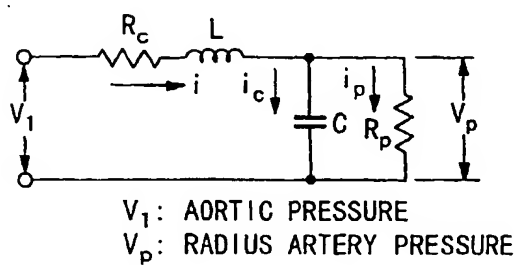 R_c L
i i_c i_p
V_1 C R_p V_p
V_1: AORTIC PRESSURE
V_p: RADIUS ARTERY PRESSURE